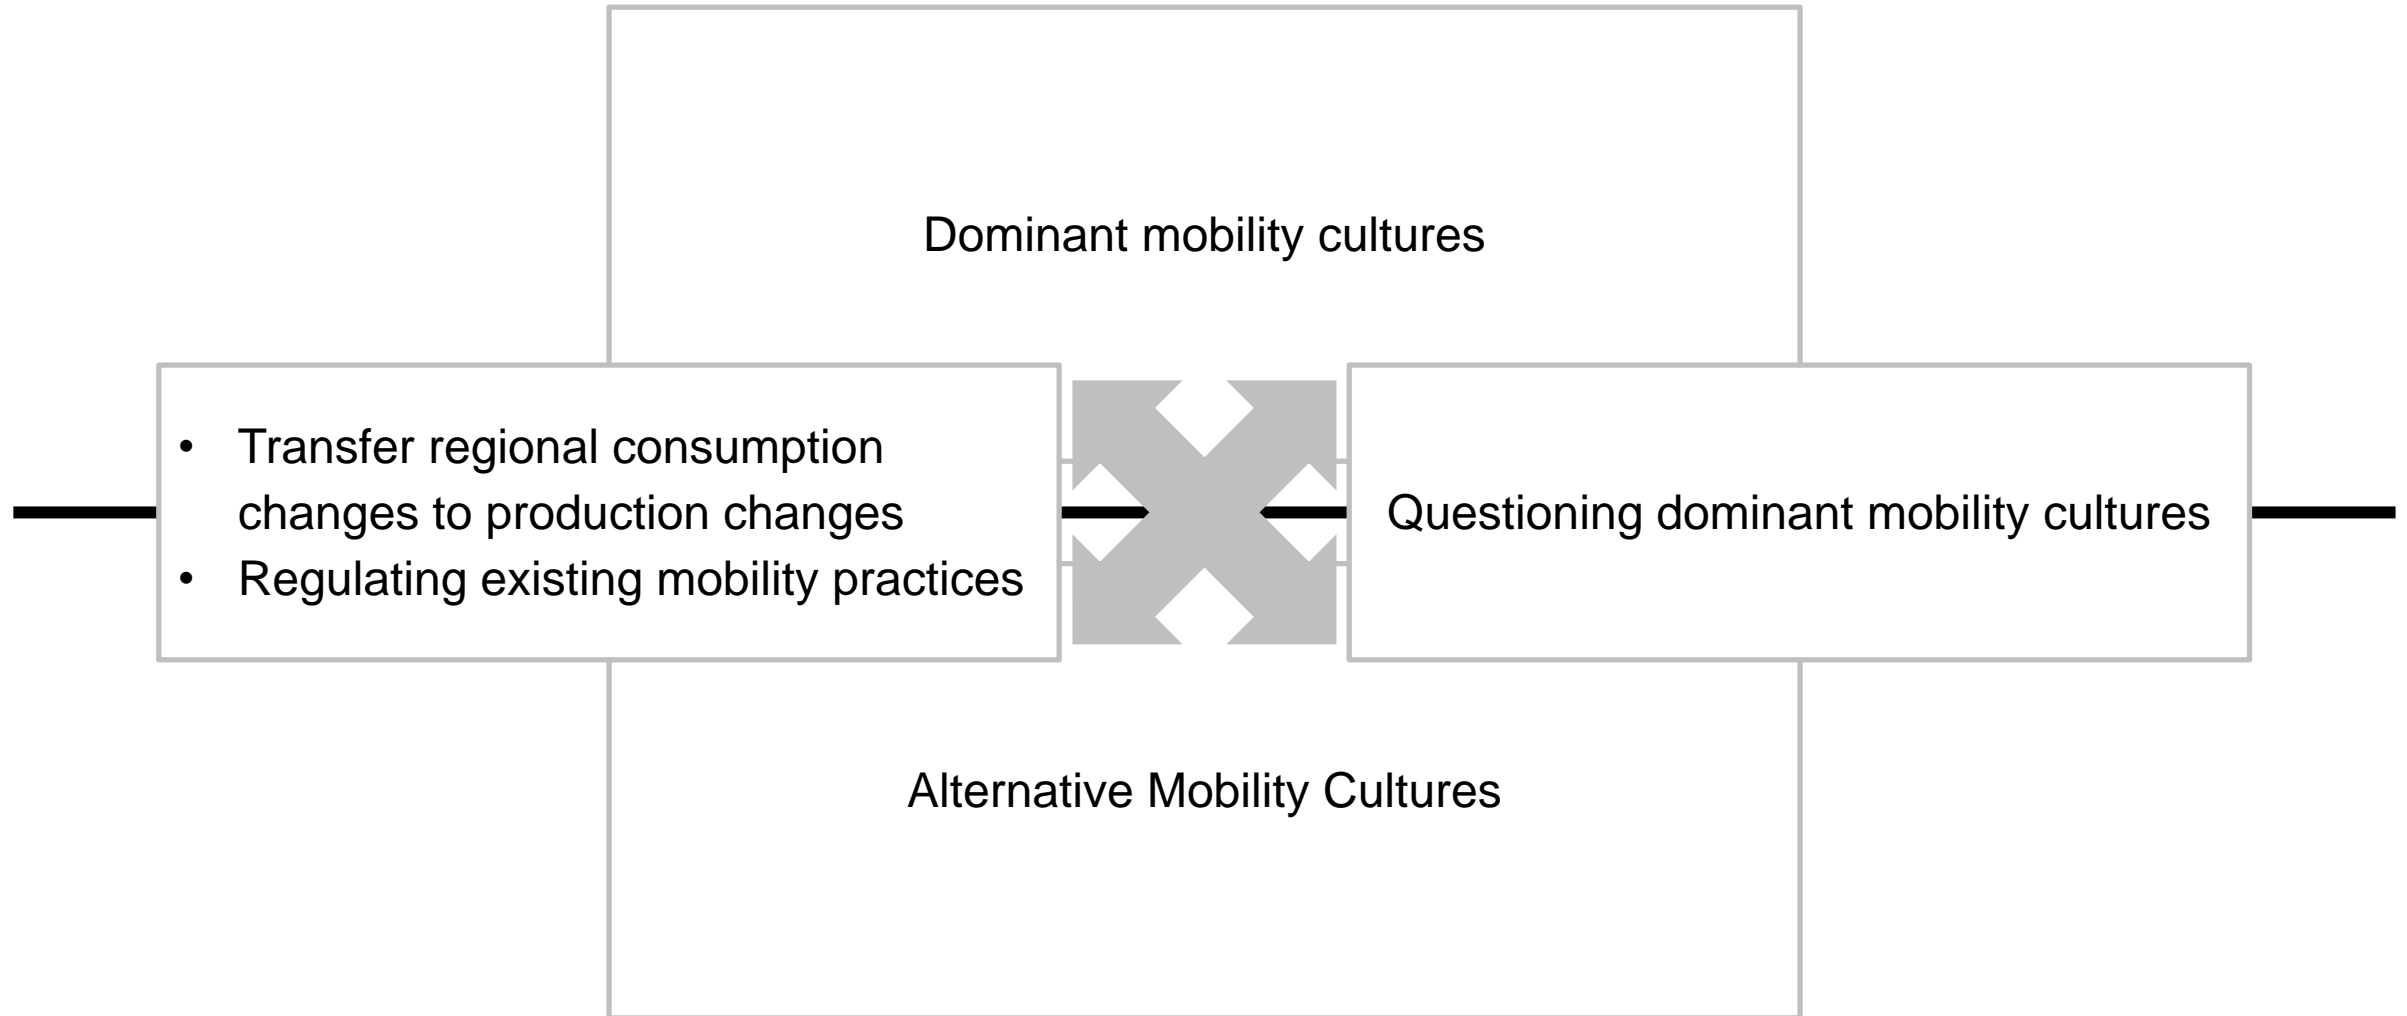 Dominant mobility cultures
• Transfer regional consumption
changes to production changes
• Regulating existing mobility practices
Questioning dominant mobility cultures
Alternative Mobility Cultures